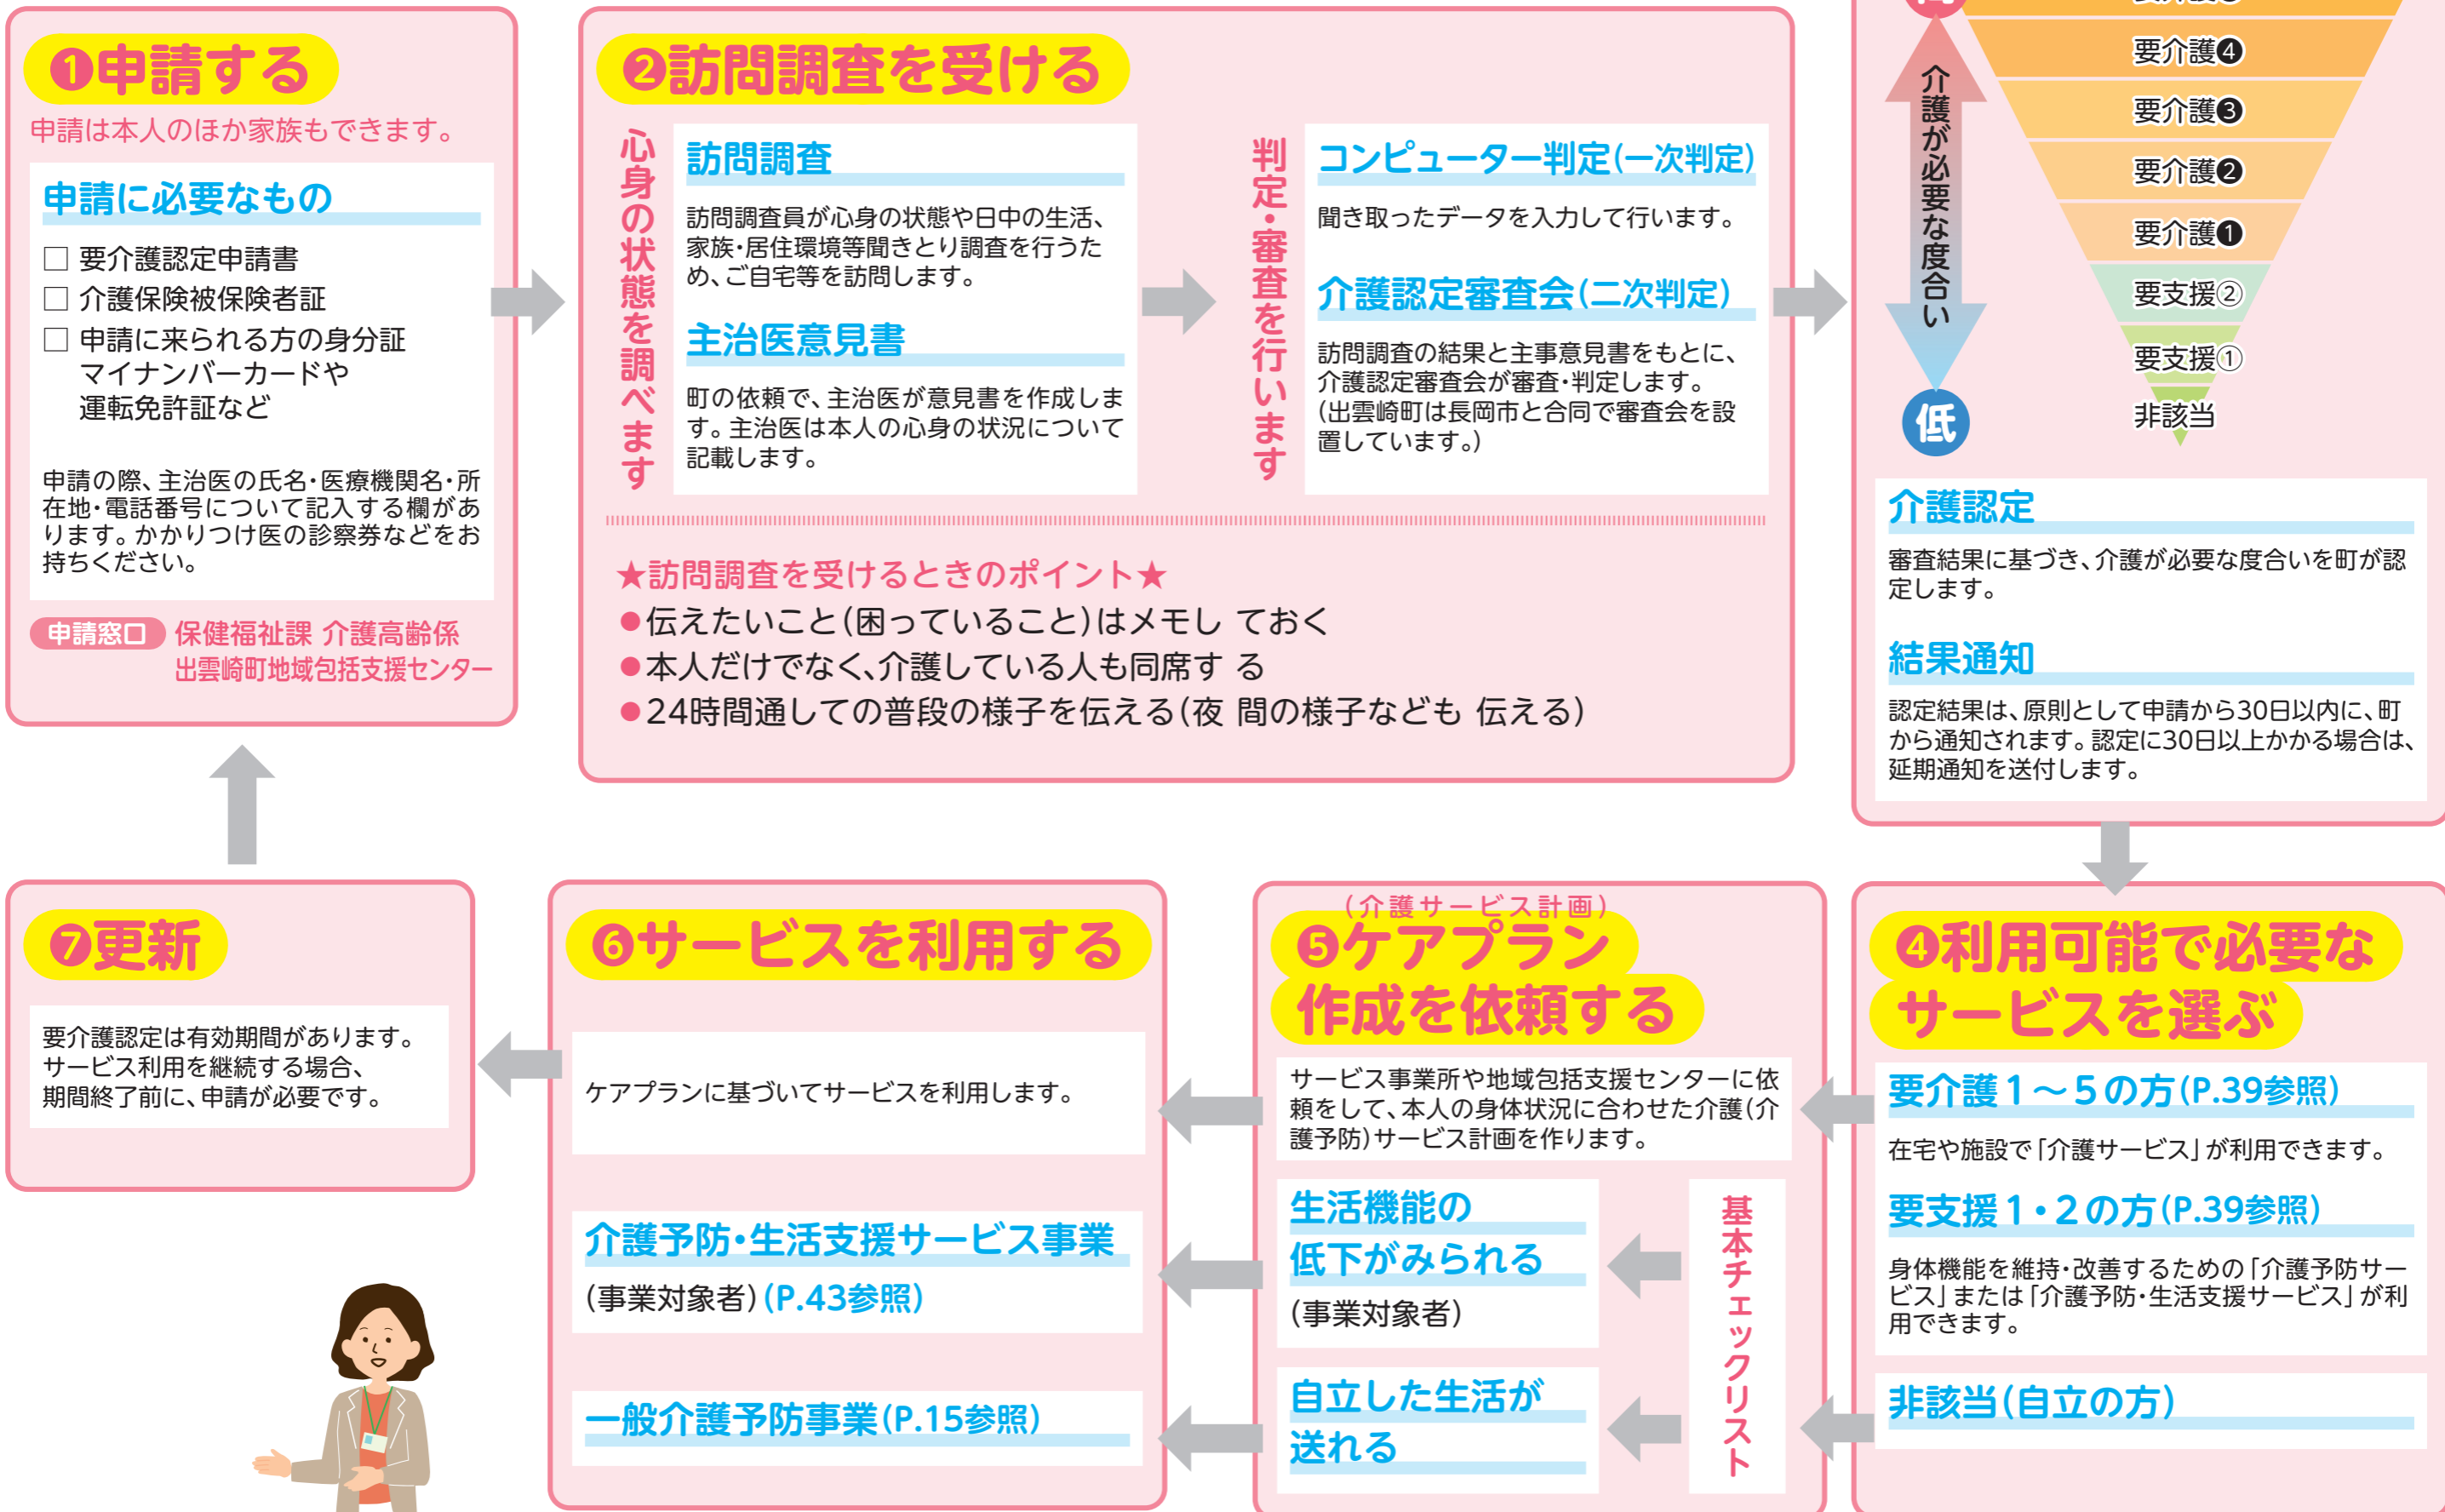 ❶申請する
申請は本人のほか家族もできます。
申請に必要なもの
□ 要介護認定申請書
□ 介護保険被保険者証
□ 申請に来られる方の身分証
マイナンバーカードや
運転免許証など
申請の際、主治医の氏名・医療機関名・所
在地・電話番号について記入する欄があ
ります。かかりつけ医の診察券などをお
持ちください。
申請窓口 保健福祉課 介護高齢係
出雲崎町地域包括支援センター
❷訪問調査を受ける
心身の状態を調べます
訪問調査
訪問調査員が心身の状態や日中の生活、
家族・居住環境等聞きとり調査を行うた
め、ご自宅等を訪問します。
主治医意見書
町の依頼で、主治医が意見書を作成しま
す。主治医は本人の心身の状況について
記載します。
判定・審査を行います
コンピューター判定(一次判定)
聞き取ったデータを入力して行います。
介護認定審査会(二次判定)
訪問調査の結果と主事意見書をもとに、
介護認定審査会が審査・判定します。
(出雲崎町は長岡市と合同で審査会を設
置しています。)
★訪問調査を受けるときのポイント★
●伝えたいこと(困っていること)はメモし ておく
●本人だけでなく、介護している人も同席す る
●24時間通しての普段の様子を伝える(夜 間の様子なども 伝える)
介護が必要な度合い
低
要介護❹
要介護❸
要介護❷
要介護❶
要支援②
要支援①
非該当
介護認定
審査結果に基づき、介護が必要な度合いを町が認
定します。
結果通知
認定結果は、原則として申請から30日以内に、町
から通知されます。認定に30日以上かかる場合は、
延期通知を送付します。
❹利用可能で必要な
サービスを選ぶ
要介護1～5の方(P.39参照)
在宅や施設で「介護サービス」が利用できます。
要支援1・2の方(P.39参照)
身体機能を維持・改善するための「介護予防サー
ビス」または「介護予防・生活支援サービス」が利
用できます。
非該当(自立の方)
(介護サービス計画)
❺ケアプラン
作成を依頼する
サービス事業所や地域包括支援センターに依
頼をして、本人の身体状況に合わせた介護(介
護予防)サービス計画を作ります。
基本チェックリスト
生活機能の
低下がみられる
(事業対象者)
自立した生活が
送れる
❻サービスを利用する
ケアプランに基づいてサービスを利用します。
介護予防・生活支援サービス事業
(事業対象者)(P.43参照)
一般介護予防事業(P.15参照)
❼更新
要介護認定は有効期間があります。
サービス利用を継続する場合、
期間終了前に、申請が必要です。